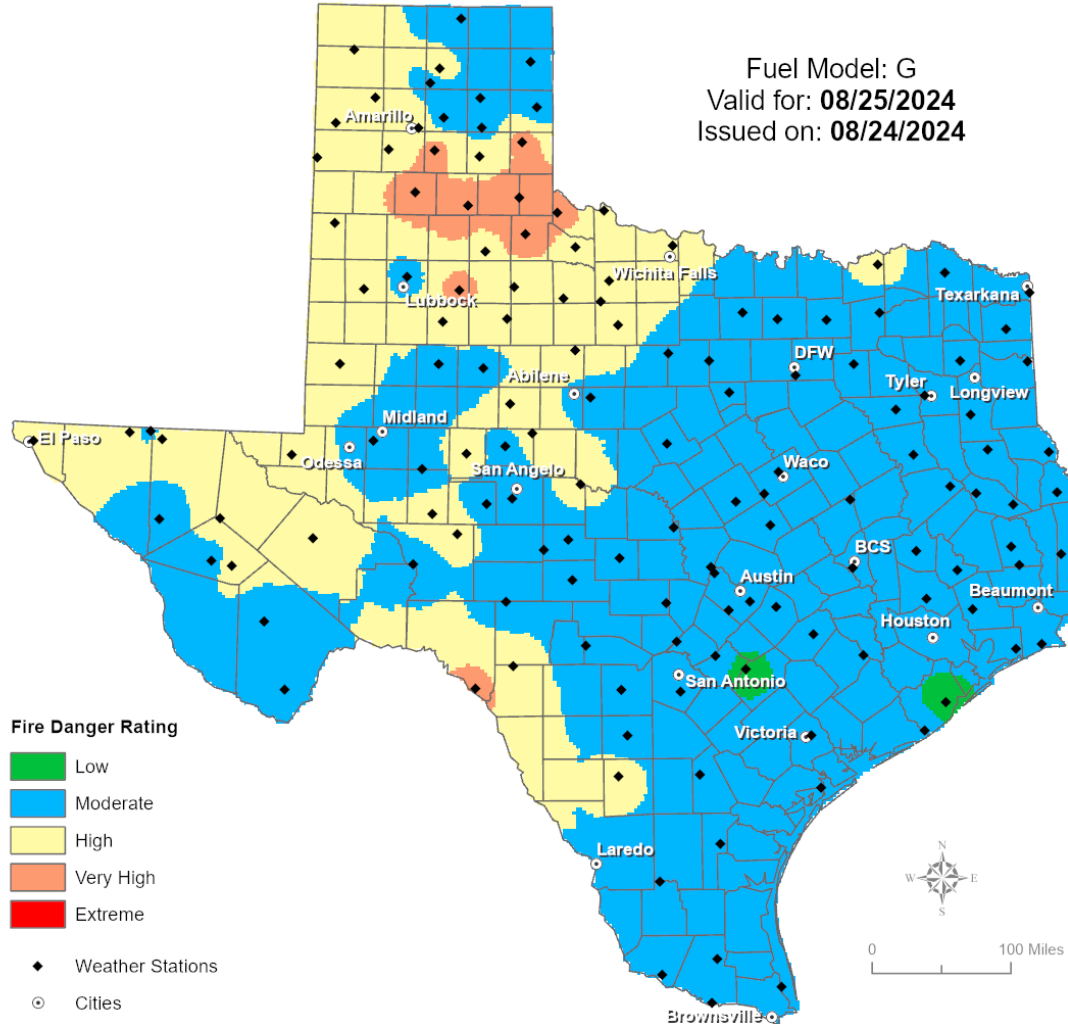 Fuel Model: G
Valid for: 08/25/2024
Issued on: 08/24/2024
Amarillo
Wichita Falls
Lubbock
Texarkana
DFW
Abilene
Tyler
Longview
Midland
El Paso
Odessa
San Angelo
Waco
BCS
Austin
Beaumont
Houston
San Antonio
Victoria
Laredo
Brownsville
Fire Danger Rating
Low
Moderate
High
Very High
Extreme
Weather Stations
Cities
N
W E
S
0 100 Miles